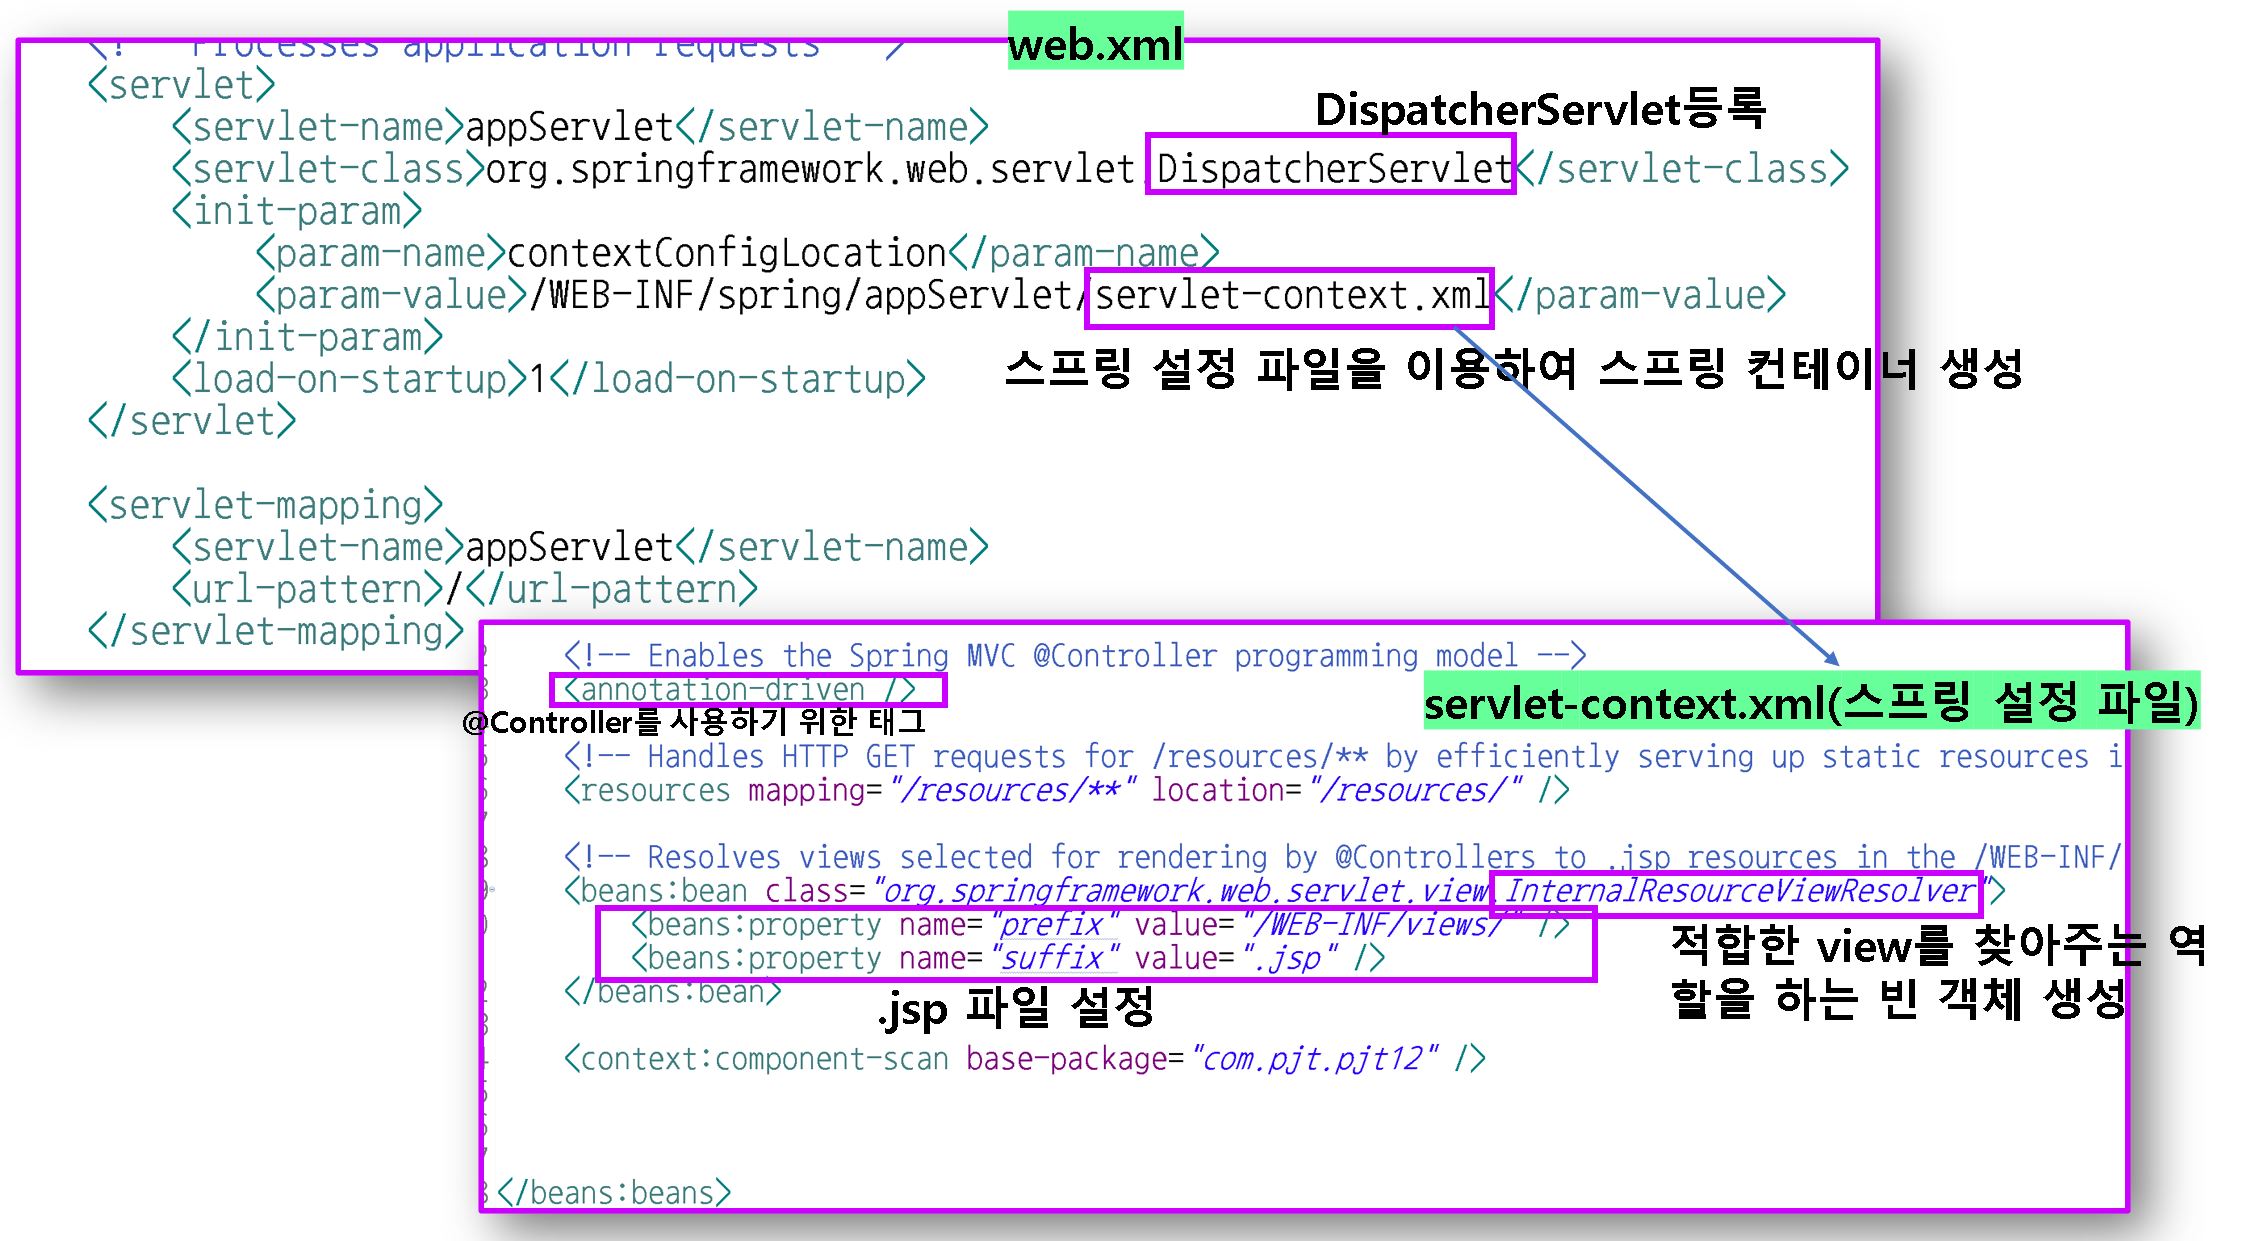 web.xml
<!-- Processes application requests -->
<servlet>
DispatcherServlet등록
<servlet-name>appServlet</servlet-name>
<servlet-class>org.springframework.web.servlet.DispatcherServlet</servlet-class>
<init-param>
<param-name>contextConfigLocation</param-name>
<param-value>/WEB-INF/spring/appServlet/servlet-context.xml</param-value>
</init-param>
스프링 설정 파일을 이용하여 스프링 컨테이너 생성
<load-on-startup>1</load-on-startup>
</servlet>
<servlet-mapping>
<servlet-name>appServlet</servlet-name>
<url-pattern>/</url-pattern>
</servlet-mapping>
<!-- Enables the Spring MVC @Controller programming model -->
<annotation-driven />
servlet-context.xml(스프링 설정 파일)
@Controller를 사용하기 위한 태그
<!-- Handles HTTP GET requests for /resources/** by efficiently serving up static resources i
<resources mapping="/resources/**" location="/resources/" />
<!-- Resolves views selected for rendering by @Controllers to .jsp resources in the /WEB-INF/
<beans:bean class="org.springframework.web.servlet.view.InternalResourceViewResolver">
<beans:property name="prefix" value="/WEB-INF/views/" />
<beans:property name="suffix" value=".jsp" />
</beans:bean>
적합한 view를 찾아주는 역
할을 하는 빈 객체 생성
.jsp 파일 설정
<context:component-scan base-package="com.pjt.pjt12" />
</beans:beans>